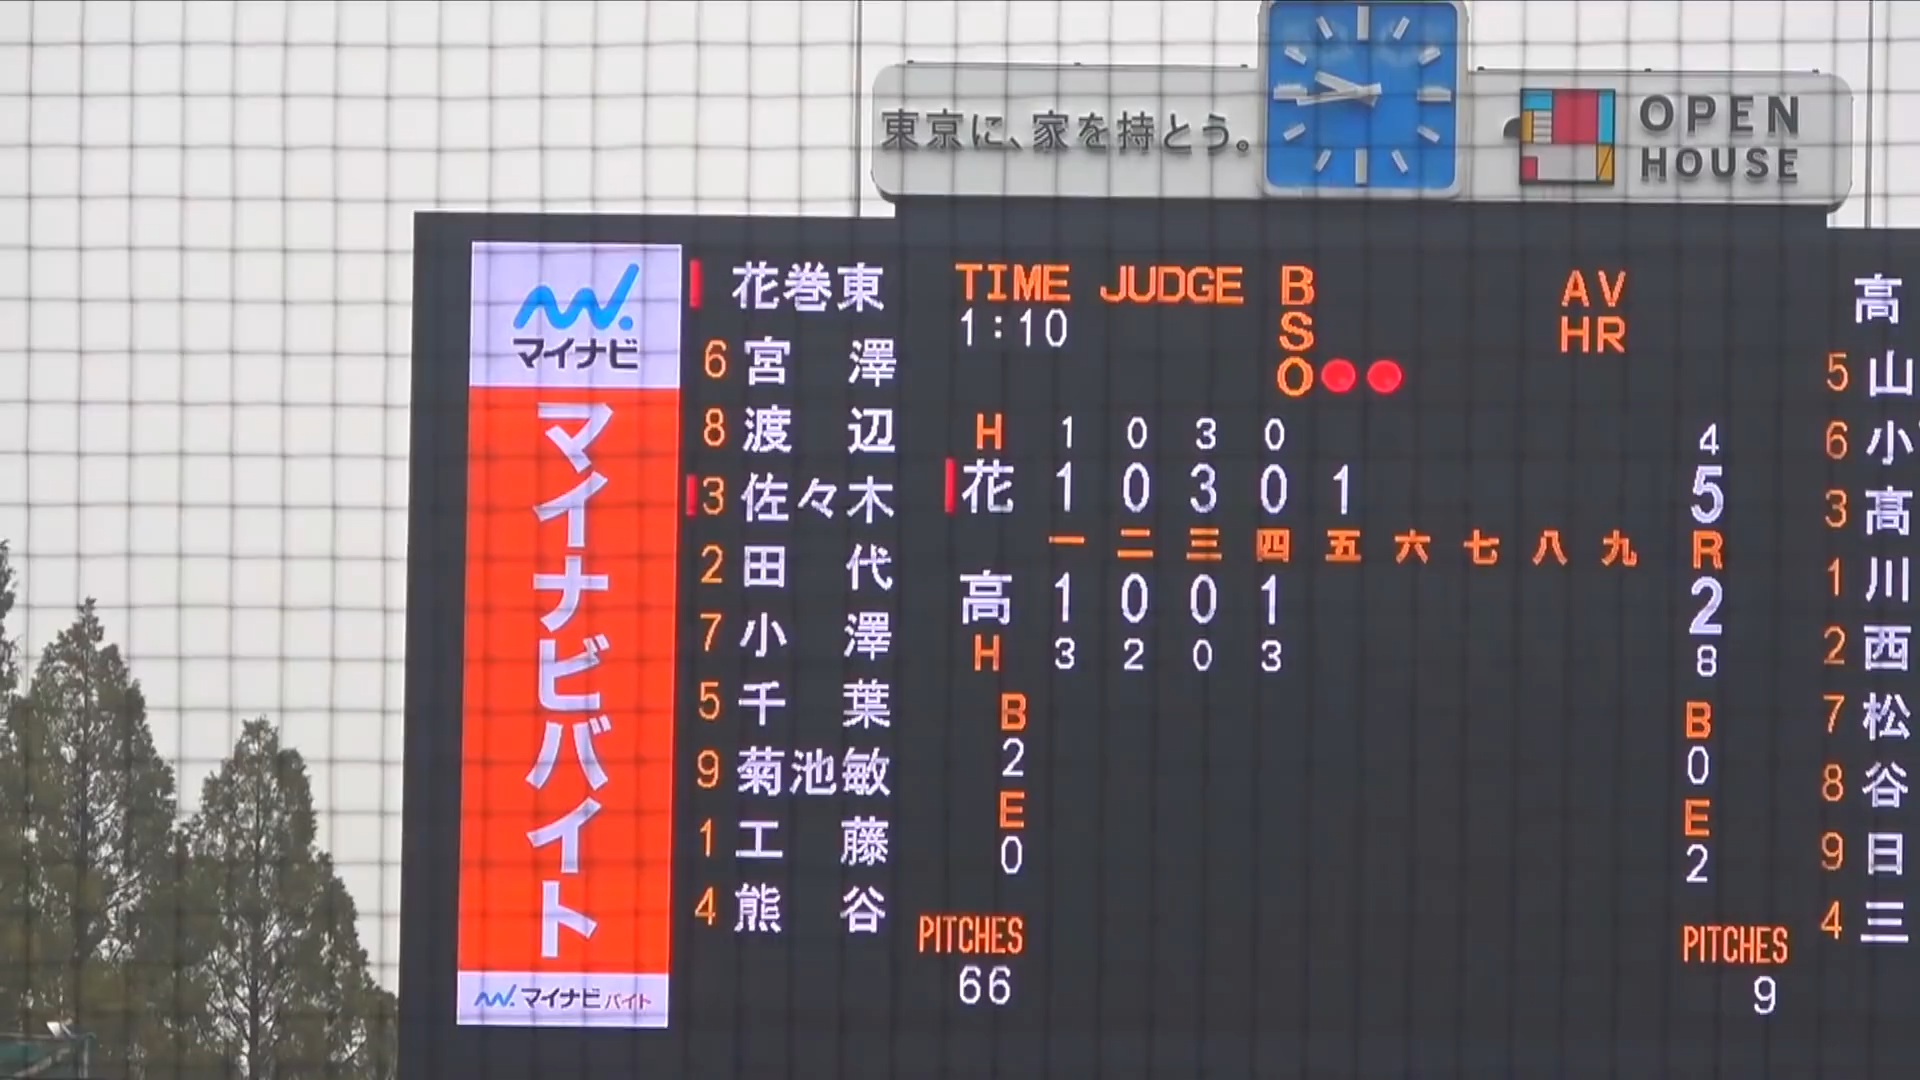 東京に、家を持とう。
OPEN HOUSE
マイナビ
マイナビバイト
マイナビバイト
花巻東
6 宮澤
8 渡辺
3 佐々木
2 田代
7 小澤
5 千葉
9 菊池敏
1 工藤
4 熊谷
TIME JUDGE
1:10
B
S
O
AV
HR
H 1 0 3 0 4
花 1 0 3 0 1 5
一 二 三 四 五 六 七 八 九 R
高 1 0 0 1 2
H 3 2 0 3 8
B
2
E
0
PITCHES
66
B
0
E
2
PITCHES
9
高
5 山
6 小
3 髙
1 川
2 西
7 松
8 谷
9 日
4 三